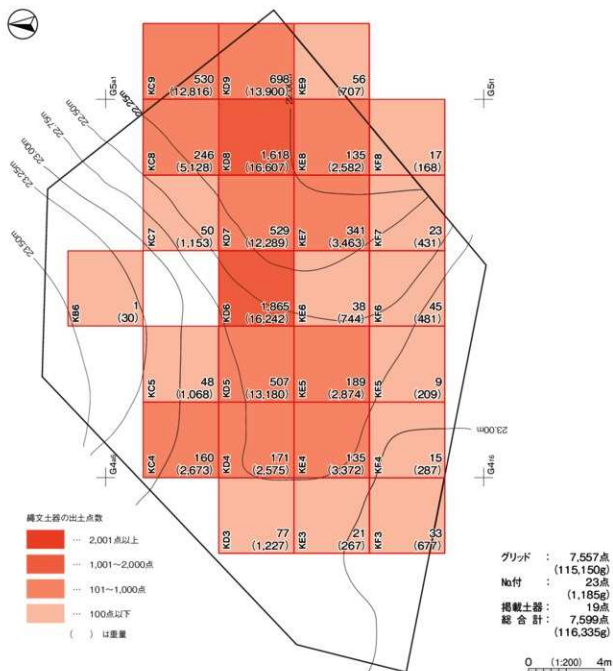 G5a1
G5f1
KC9 530 (12,816)
KD9 698 (13,900)
KE9 56 (707)
22.00m
22.25m
22.50m
22.75m
23.00m
23.25m
23.50m
KC8 246 (5,128)
KD8 1,618 (16,607)
KE8 135 (2,582)
KF8 17 (168)
KC7 50 (1,153)
KD7 529 (12,289)
KE7 341 (3,463)
KF7 23 (431)
KB6 1 (30)
KD6 1,865 (16,242)
KE6 38 (744)
KF6 45 (481)
KC5 48 (1,068)
KD5 507 (13,180)
KE5 189 (2,874)
KF5 9 (209)
23.00m
KC4 160 (2,673)
KD4 171 (2,575)
KE4 135 (3,372)
KF4 15 (287)
G4f6
KD3 77 (1,227)
KE3 21 (267)
KF3 33 (677)
縄文土器の出土点数
… 2,001点以上
… 1,001〜2,000点
… 101〜1,000点
… 100点以下
( ) は重量
グリッド : 7,557点
(115,150g)
No付 : 23点
(1,185g)
掲載土器 : 19点
総合計 : 7,599点
(116,335g)
0 (1:200) 4m